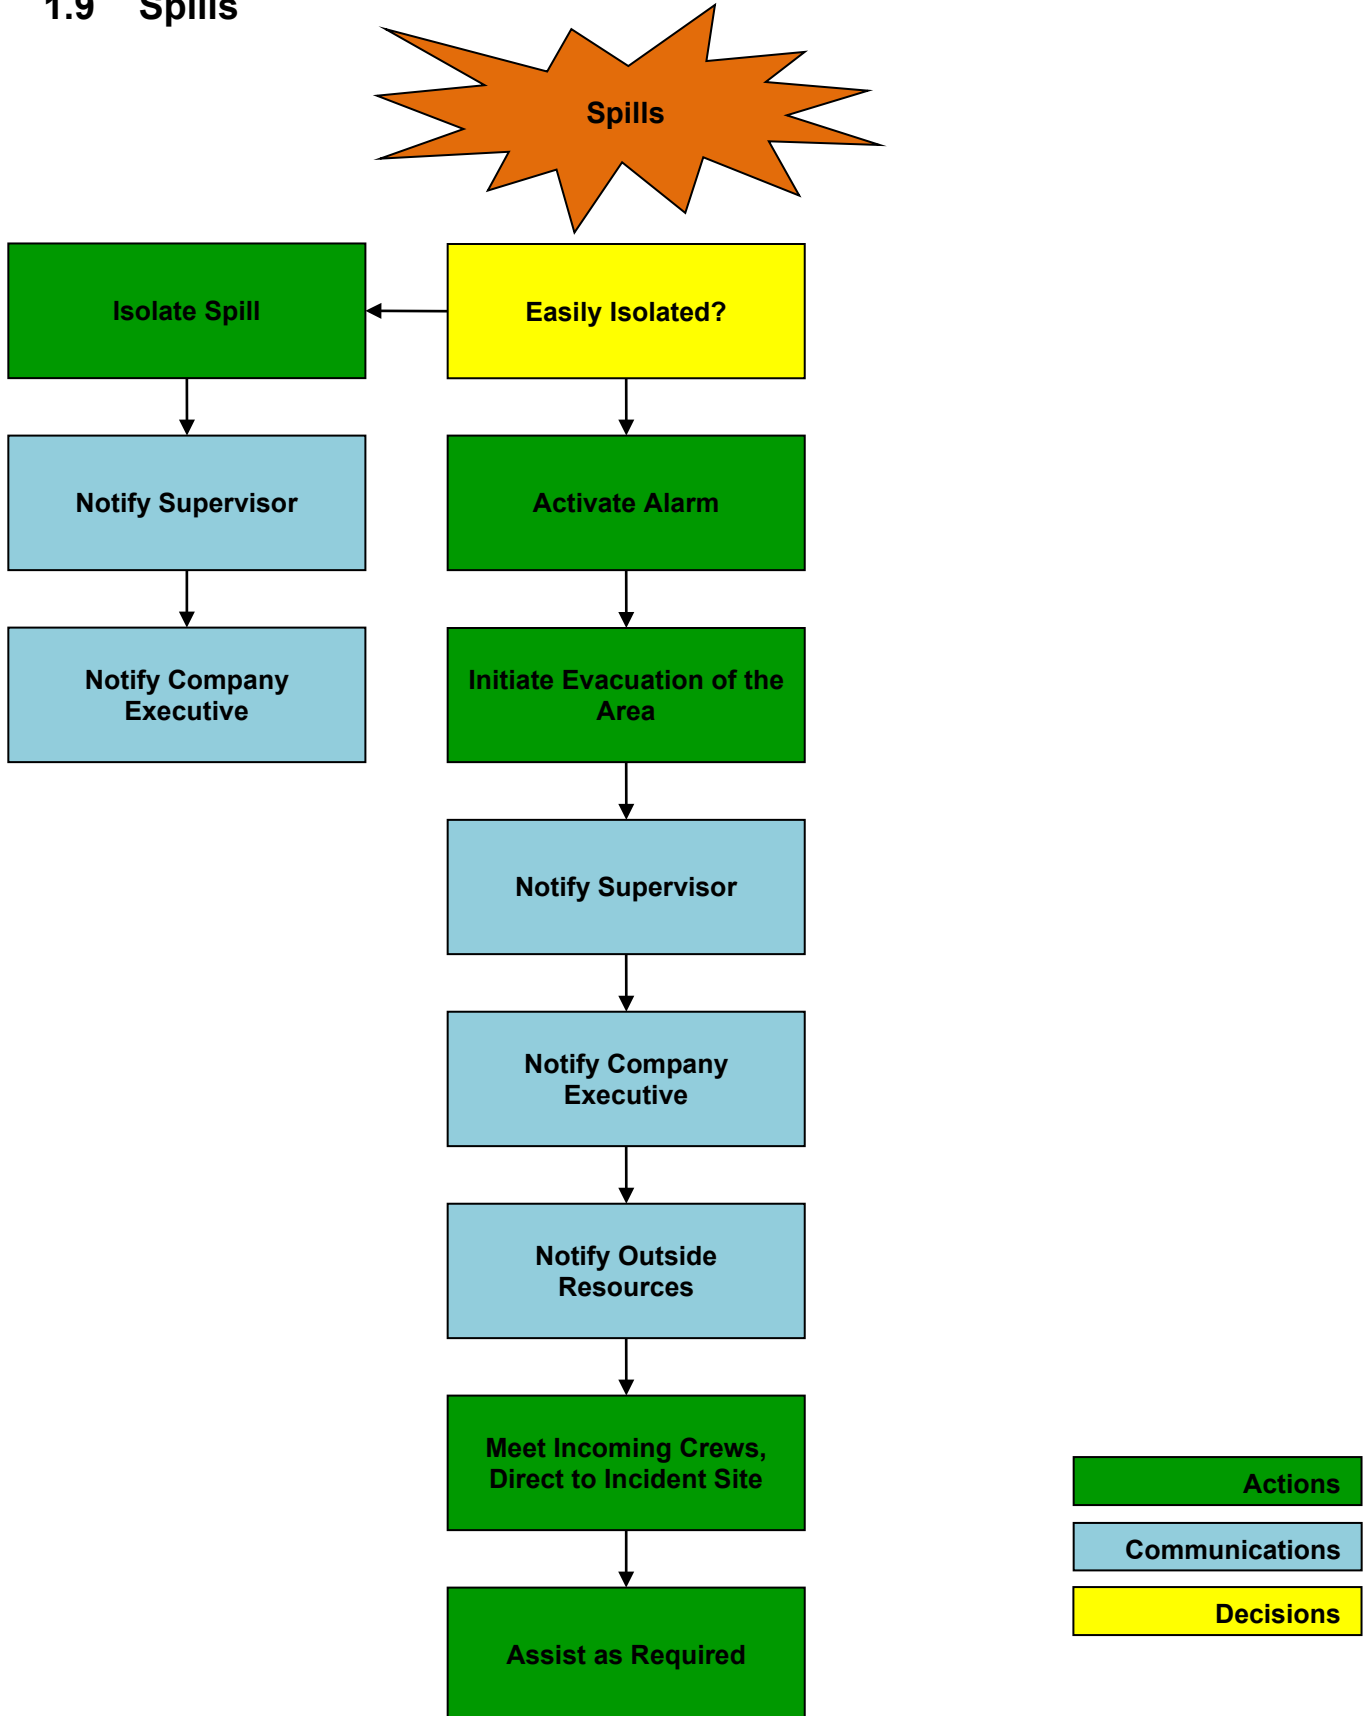 1.9 Spills
Spills
Isolate Spill
Easily Isolated?
Notify Supervisor
Activate Alarm
Notify Company
Executive
Initiate Evacuation of the
Area
Notify Supervisor
Notify Company
Executive
Notify Outside
Resources
Meet Incoming Crews,
Direct to Incident Site
Assist as Required
Actions
Communications
Decisions